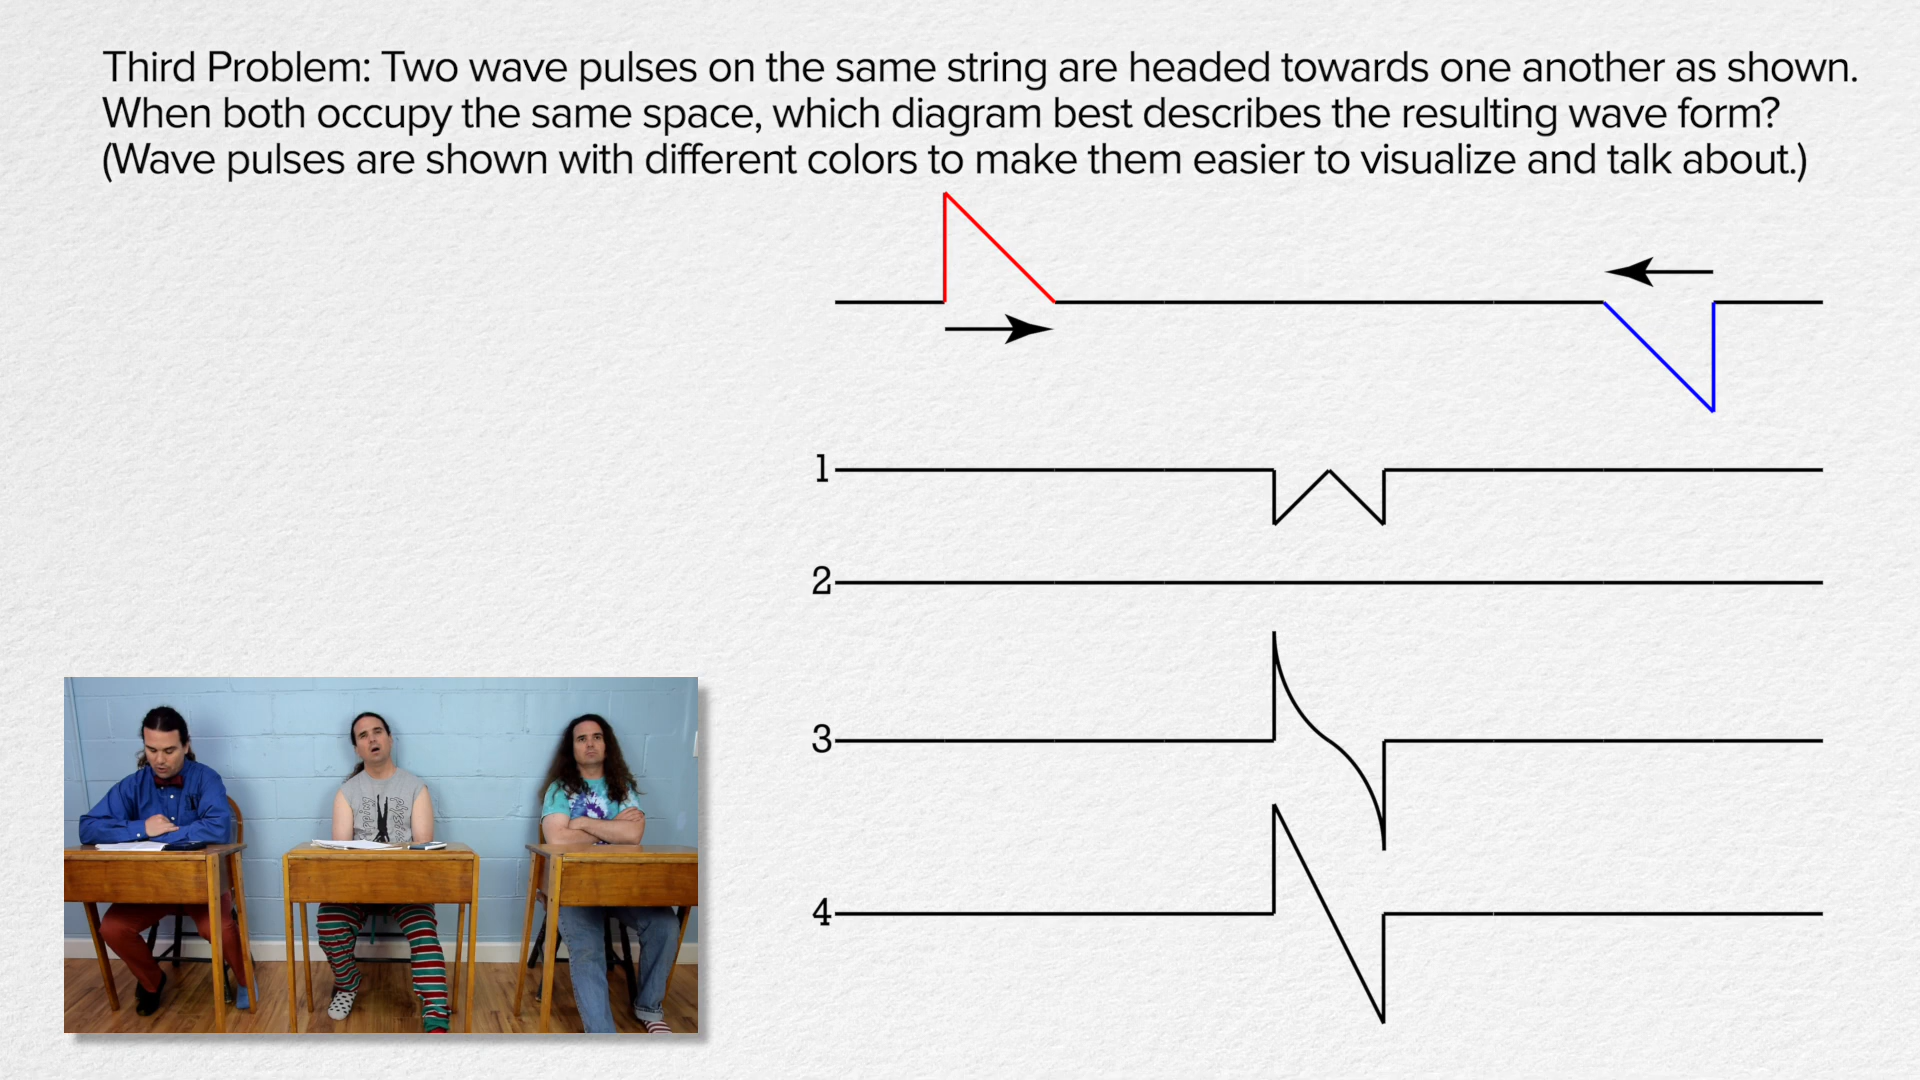 Third Problem: Two wave pulses on the same string are headed towards one another as shown.
When both occupy the same space, which diagram best describes the resulting wave form?
(Wave pulses are shown with different colors to make them easier to visualize and talk about.)
1
2
3
4